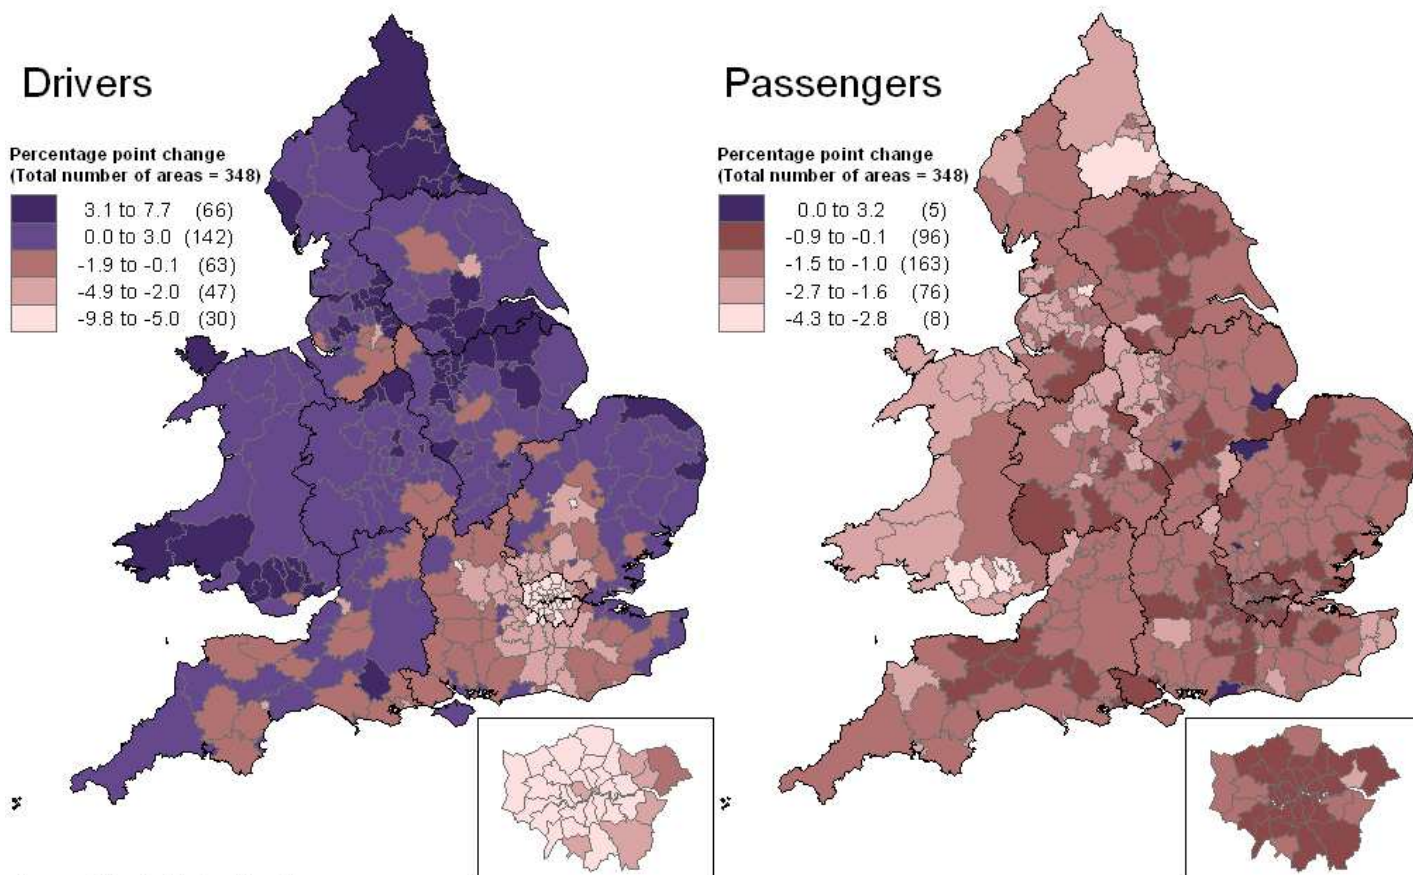 Drivers
Percentage point change
(Total number of areas = 348)
3.1 to 7.7 (66)
0.0 to 3.0 (142)
-1.9 to -0.1 (63)
-4.9 to -2.0 (47)
-9.8 to -5.0 (30)
Passengers
Percentage point change
(Total number of areas = 348)
0.0 to 3.2 (5)
-0.9 to -0.1 (96)
-1.5 to -1.0 (163)
-2.7 to -1.6 (76)
-4.3 to -2.8 (8)